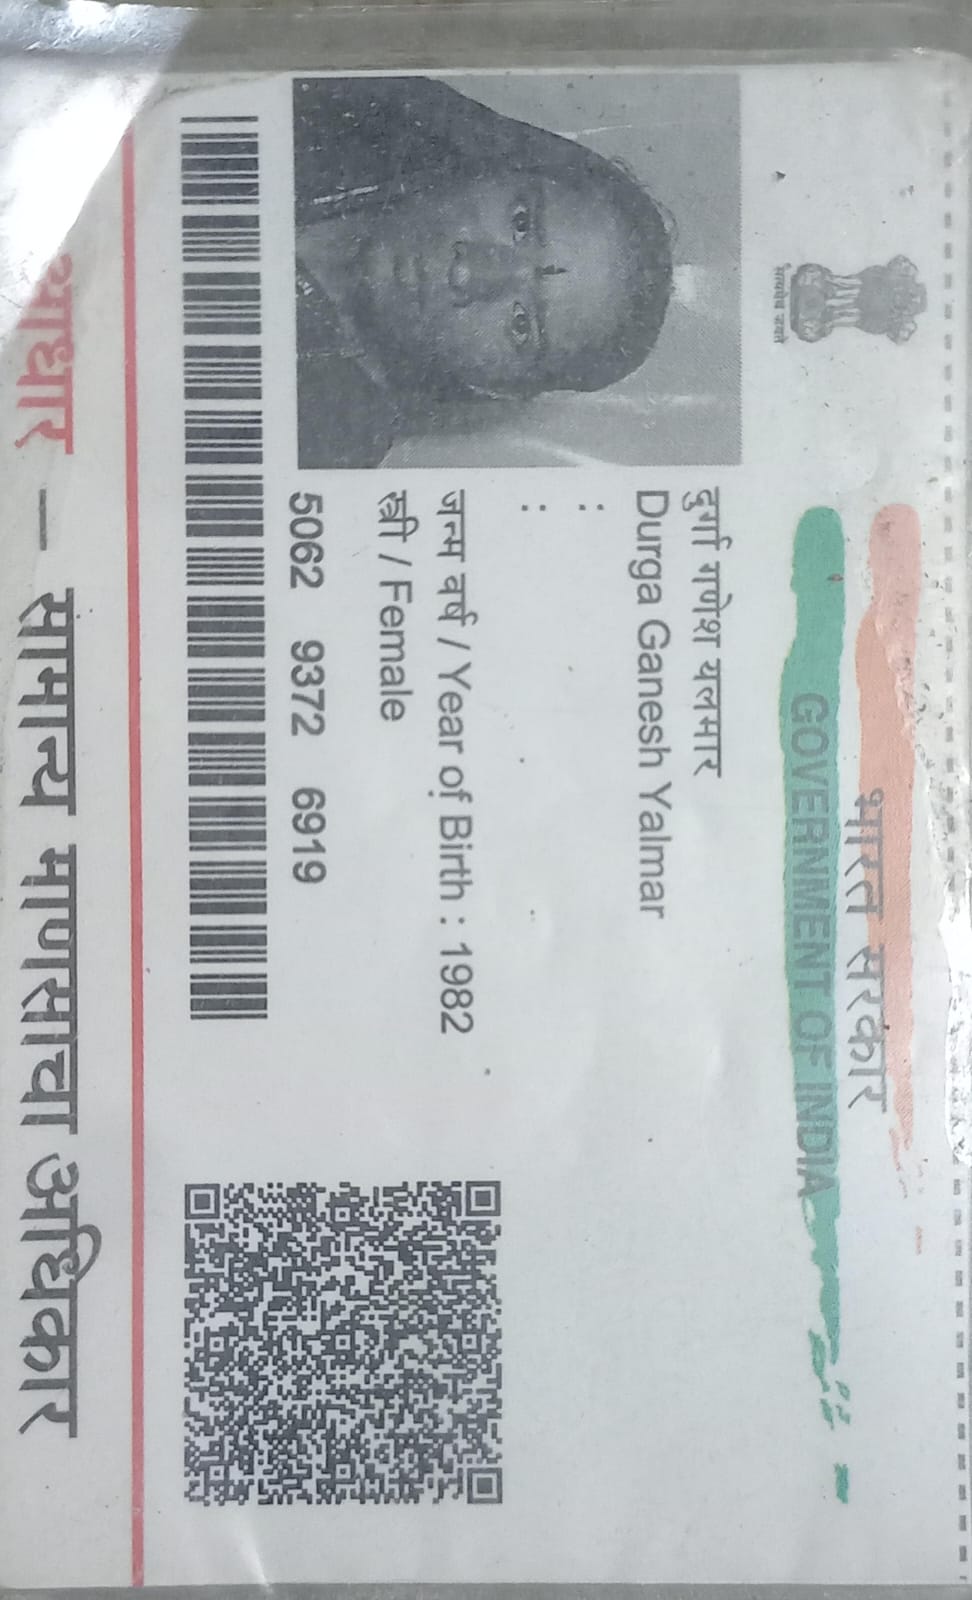 भारत सरकार
GOVERNMENT OF INDIA
सत्यमेव जयते
दुर्गा गणेश यलमार
Durga Ganesh Yalmar
:
:
जन्म वर्ष / Year of Birth : 1982
स्त्री / Female
5062 9372 6919
आधार — सामान्य माणसाचा अधिकार